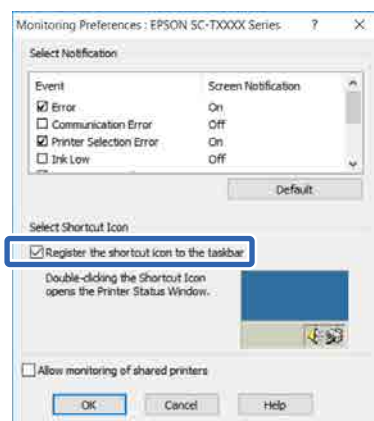 Monitoring Preferences : EPSON SC-TXXXX Series ? ×
Select Notification
Event Screen Notification
Error On
Communication Error Off
Printer Selection Error On
Ink Low Off
Default
Select Shortcut Icon
Register the shortcut icon to the taskbar
Double-clicking the Shortcut Icon
opens the Printer Status Window.
Allow monitoring of shared printers
OK Cancel Help